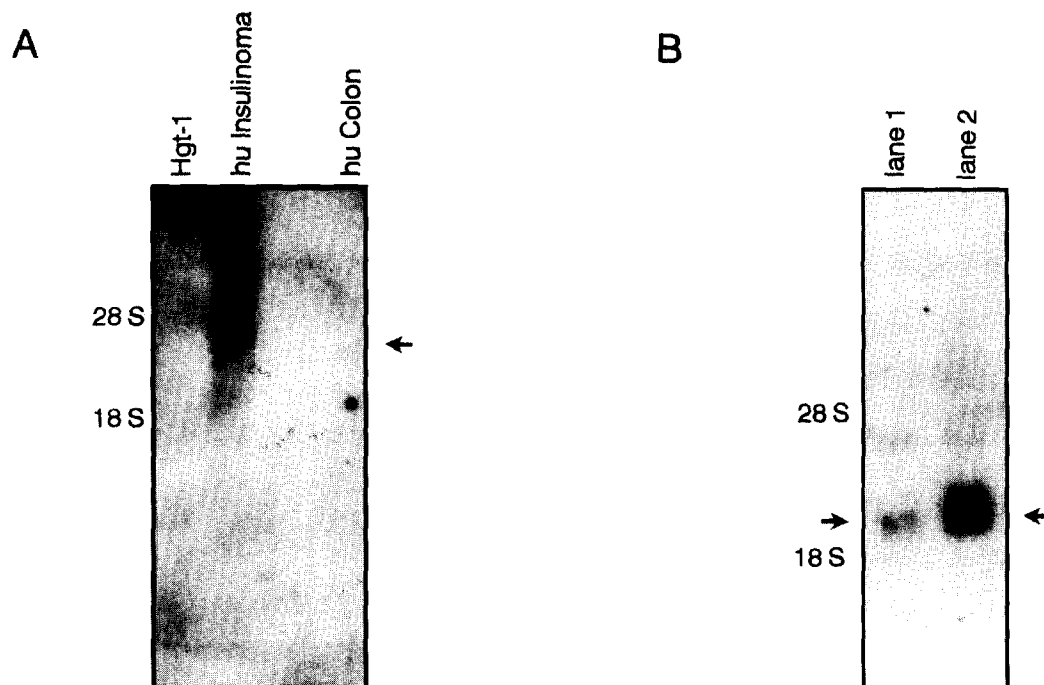 A
Hgt-1
hu Insulinoma
hu Colon
28 S
18 S
B
lane 1
lane 2
28 S
18 S